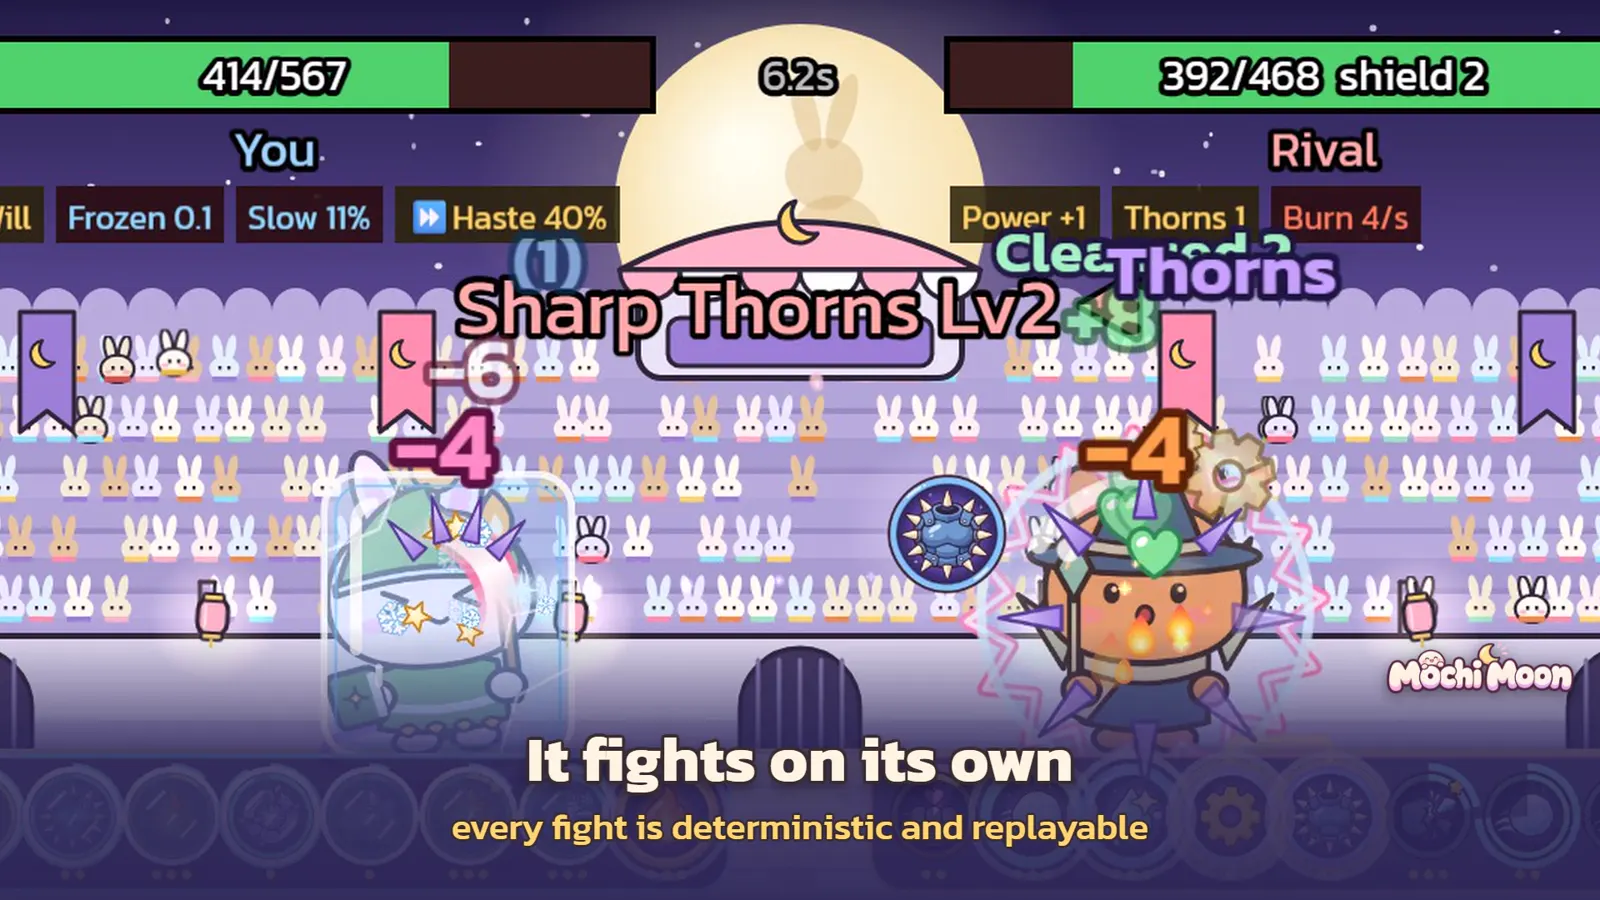 414/567
6.2s
392/468 shield 2
You
Rival
Frozen 0.1
Slow 11%
Haste 40%
Power +1
Thorns 1
Burn 4/s
(1)
Thorns
Sharp Thorns Lv2
+8
-6
-4
-4
Mochi Moon
It fights on its own
every fight is deterministic and replayable